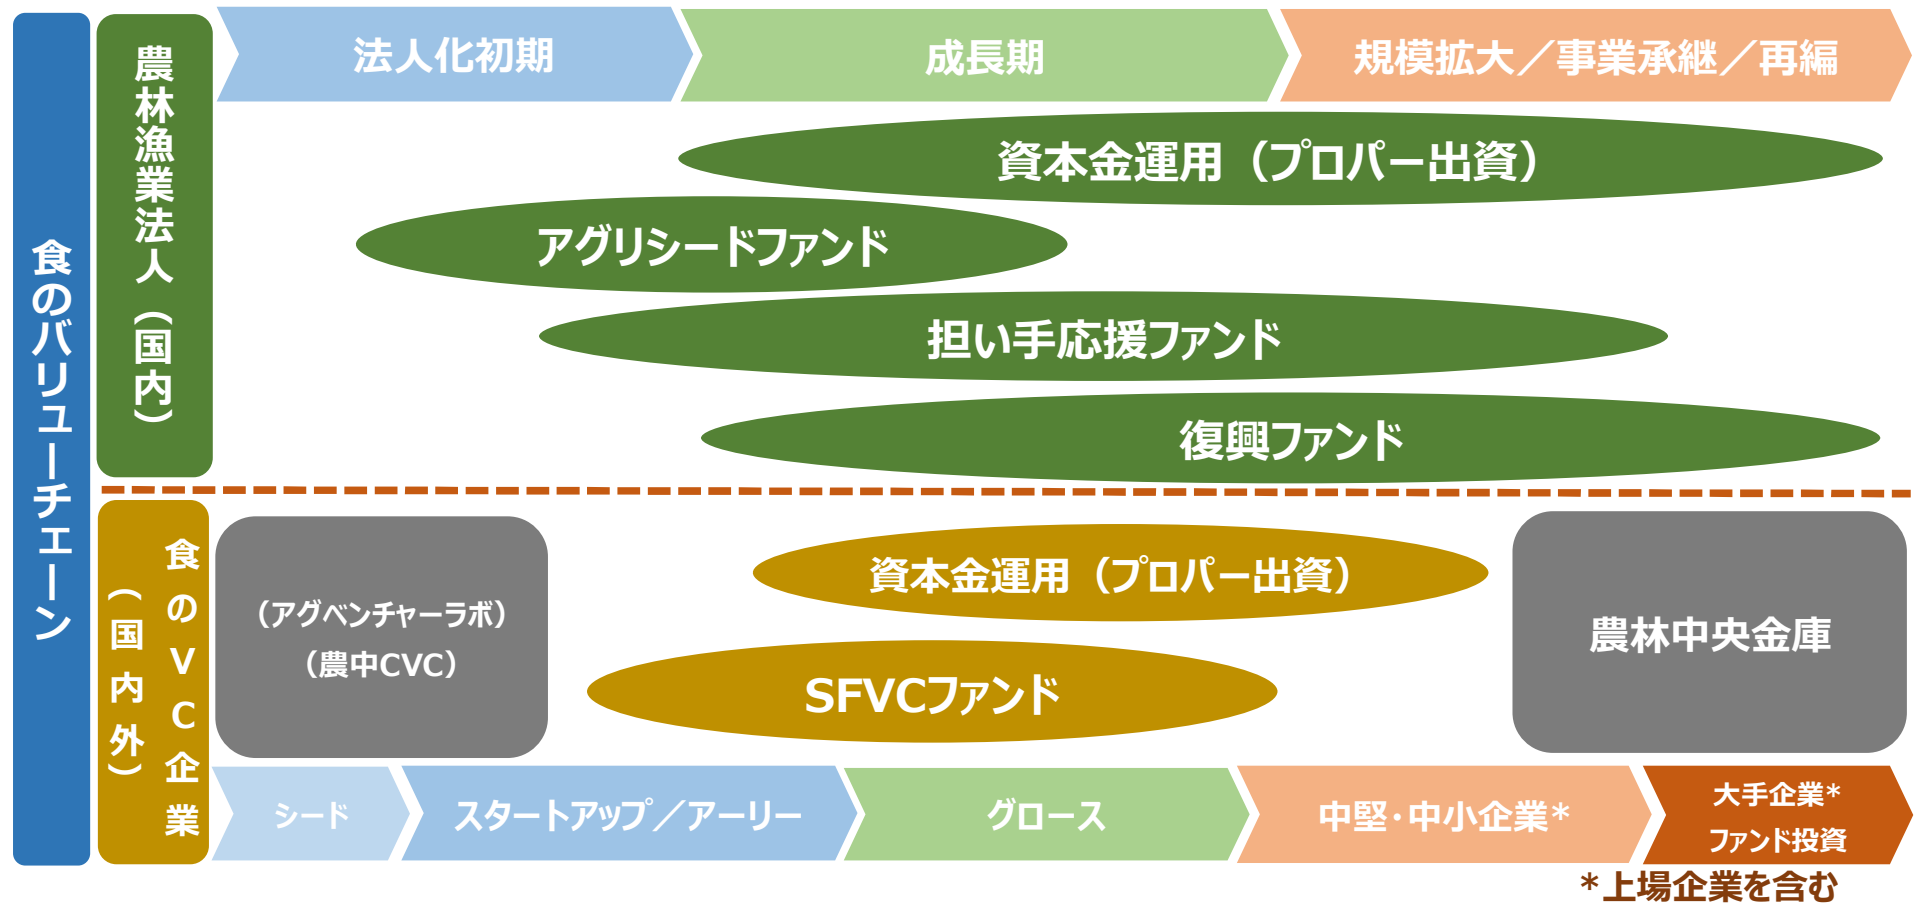 食のバリューチェーン
農林漁業法人（国内）
法人化初期
成長期
規模拡大／事業承継／再編
資本金運用（プロパー出資）
アグリシードファンド
担い手応援ファンド
復興ファンド
食のVC企業
（国内外）
（アグベンチャーラボ）
（農中CVC）
資本金運用（プロパー出資）
SFVCファンド
農林中央金庫
シード
スタートアップ／アーリー
グロース
中堅・中小企業*
大手企業*
ファンド投資
*上場企業を含む